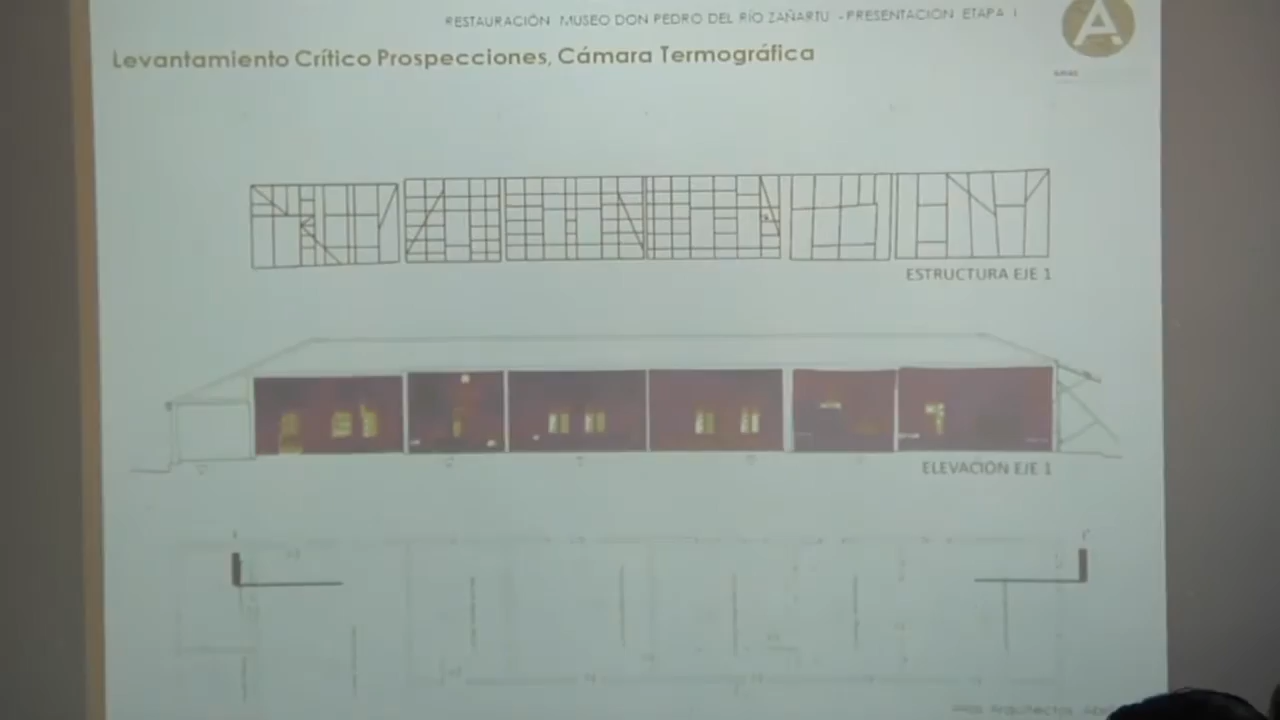 RESTAURACIÓN MUSEO DON PEDRO DEL RÍO ZAÑARTU - PRESENTACIÓN ETAPA I
A
Levantamiento Crítico Prospecciones, Cámara Termográfica
ESTRUCTURA EJE 1
ELEVACIÓN EJE 1
Arquitectos